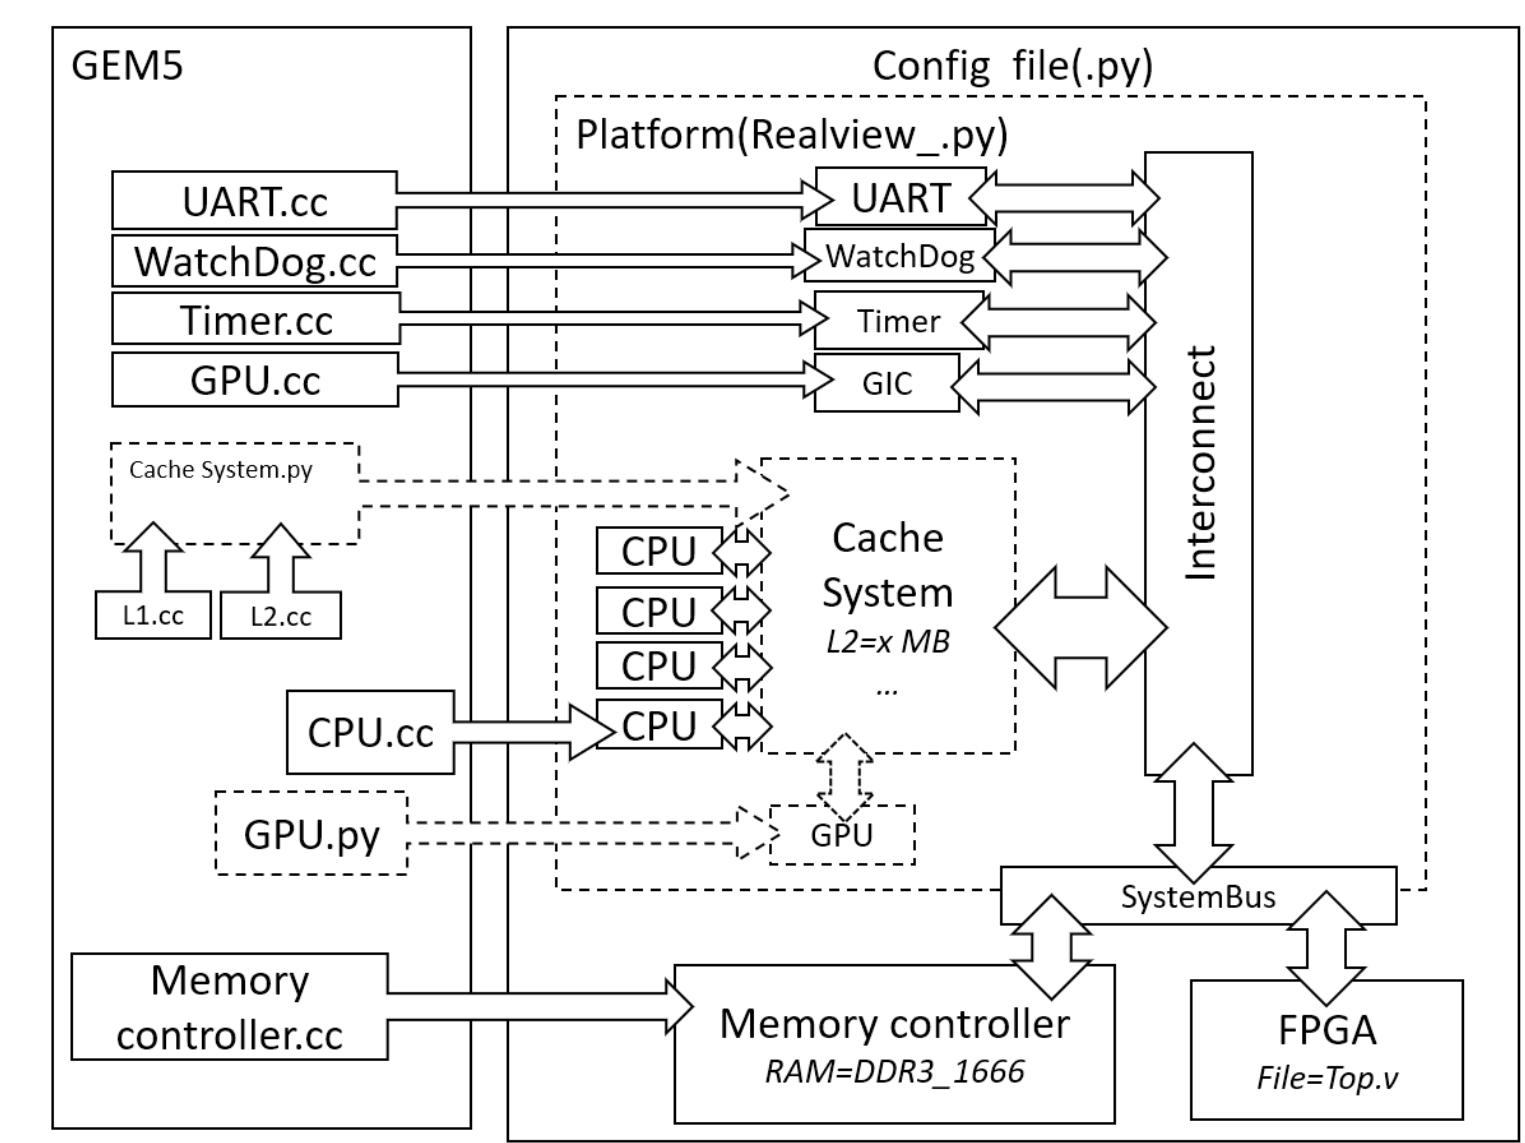 GEM5
Config file(.py)
Platform(Realview_.py)
UART.cc
UART
WatchDog.cc
WatchDog
Timer.cc
Timer
GPU.cc
GIC
Interconnect
Cache System.py
L1.cc
L2.cc
Cache
System
L2=x MB
...
CPU
CPU
CPU
CPU
CPU.cc
GPU.py
GPU
SystemBus
Memory
controller.cc
Memory controller
RAM=DDR3_1666
FPGA
File=Top.v